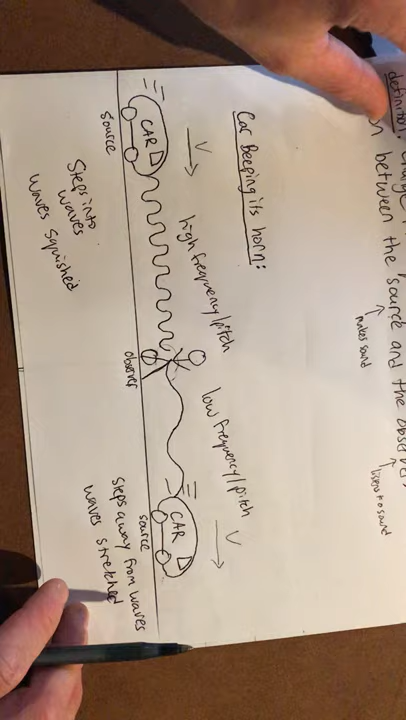 definition:
between the source and the
makes sound
listens to sound
Car Beeping its horn:
V
V
high frequency/pitch
low frequency/pitch
CAR
CAR
source
observer
source
Steps into
waves
waves squished
Steps away from waves
waves stretched